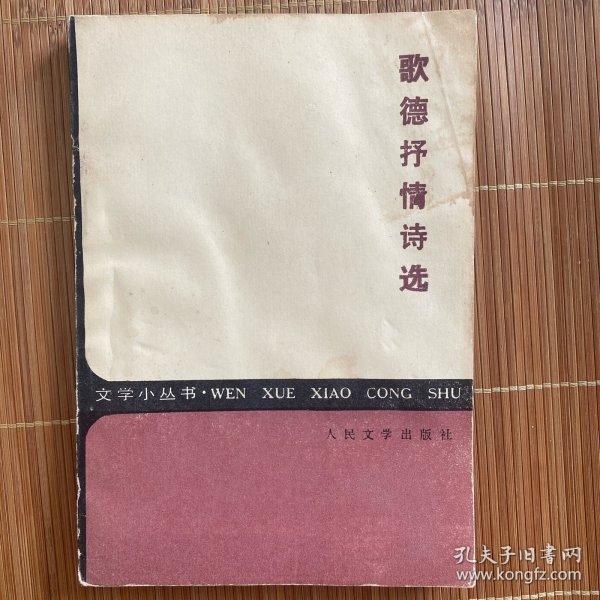 歌德抒情诗选
文学小丛书·WEN XUE XIAO CONG SHU
人民文学出版社
孔夫子旧书网
www.kongfz.com